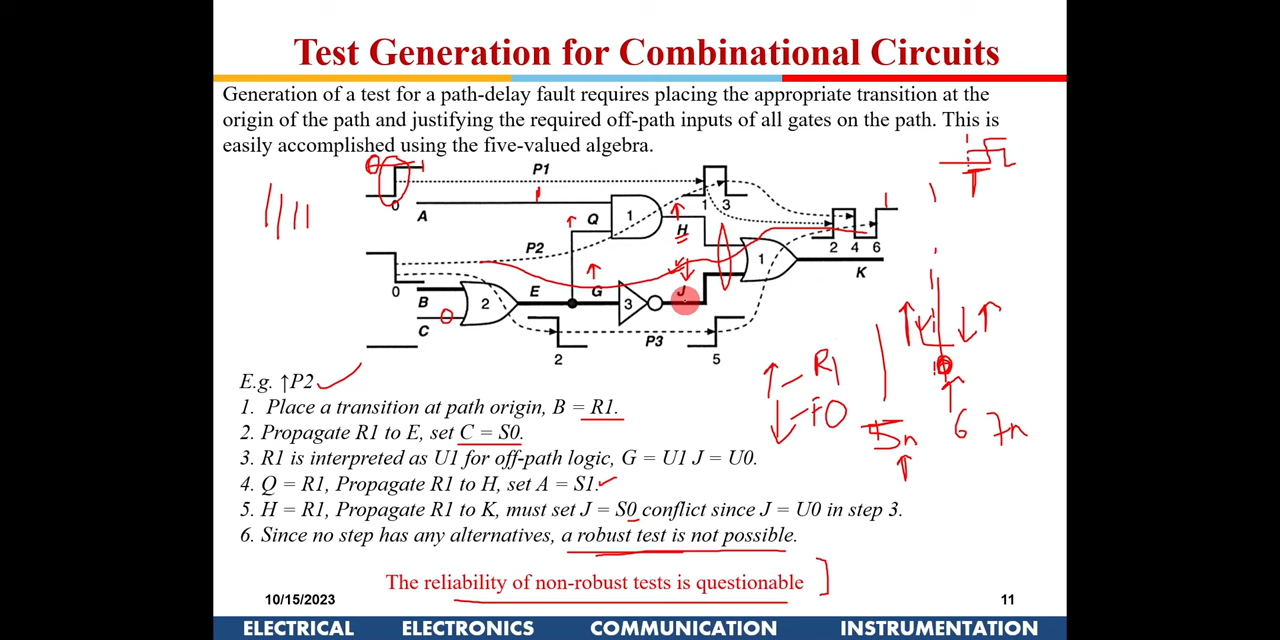 Test Generation for Combinational Circuits
Generation of a test for a path-delay fault requires placing the appropriate transition at the
origin of the path and justifying the required off-path inputs of all gates on the path. This is
easily accomplished using the five-valued algebra.
P1
0 1 3
A
Q 1 H
P2
2 4 6
1
K
0
E G J
B 2 3
C 0
P3
2 5
E.g. ↑P2
1. Place a transition at path origin, B = R1.
2. Propagate R1 to E, set C = S0.
3. R1 is interpreted as U1 for off-path logic, G = U1 J = U0.
4. Q = R1, Propagate R1 to H, set A = S1.
5. H = R1, Propagate R1 to K, must set J = S0 conflict since J = U0 in step 3.
6. Since no step has any alternatives, a robust test is not possible.
↑ - R1
↓ - F0
5n 6 7n
The reliability of non-robust tests is questionable
10/15/2023 11
ELECTRICAL ELECTRONICS COMMUNICATION INSTRUMENTATION